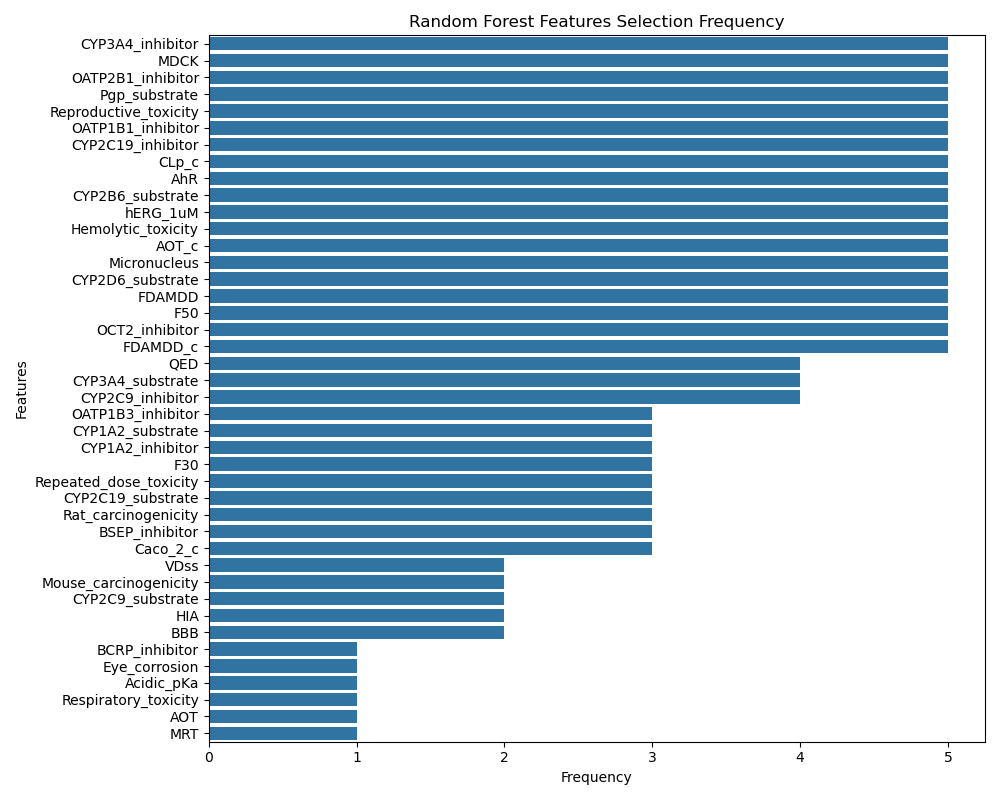 Random Forest Features Selection Frequency
CYP3A4_inhibitor
MDCK
OATP2B1_inhibitor
Pgp_substrate
Reproductive_toxicity
OATP1B1_inhibitor
CYP2C19_inhibitor
CLp_c
AhR
CYP2B6_substrate
hERG_1uM
Hemolytic_toxicity
AOT_c
Micronucleus
CYP2D6_substrate
FDAMDD
F50
OCT2_inhibitor
FDAMDD_c
QED
CYP3A4_substrate
CYP2C9_inhibitor
OATP1B3_inhibitor
CYP1A2_substrate
CYP1A2_inhibitor
F30
Repeated_dose_toxicity
CYP2C19_substrate
Rat_carcinogenicity
BSEP_inhibitor
Caco_2_c
VDss
Mouse_carcinogenicity
CYP2C9_substrate
HIA
BBB
BCRP_inhibitor
Eye_corrosion
Acidic_pKa
Respiratory_toxicity
AOT
MRT
Features
0 1 2 3 4 5
Frequency